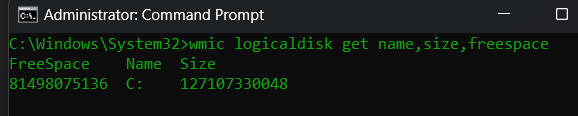 Administrator: Command Prompt
C:\Windows\System32>wmic logicaldisk get name,size,freespace
FreeSpace    Name  Size
81498075136  C:    127107330048